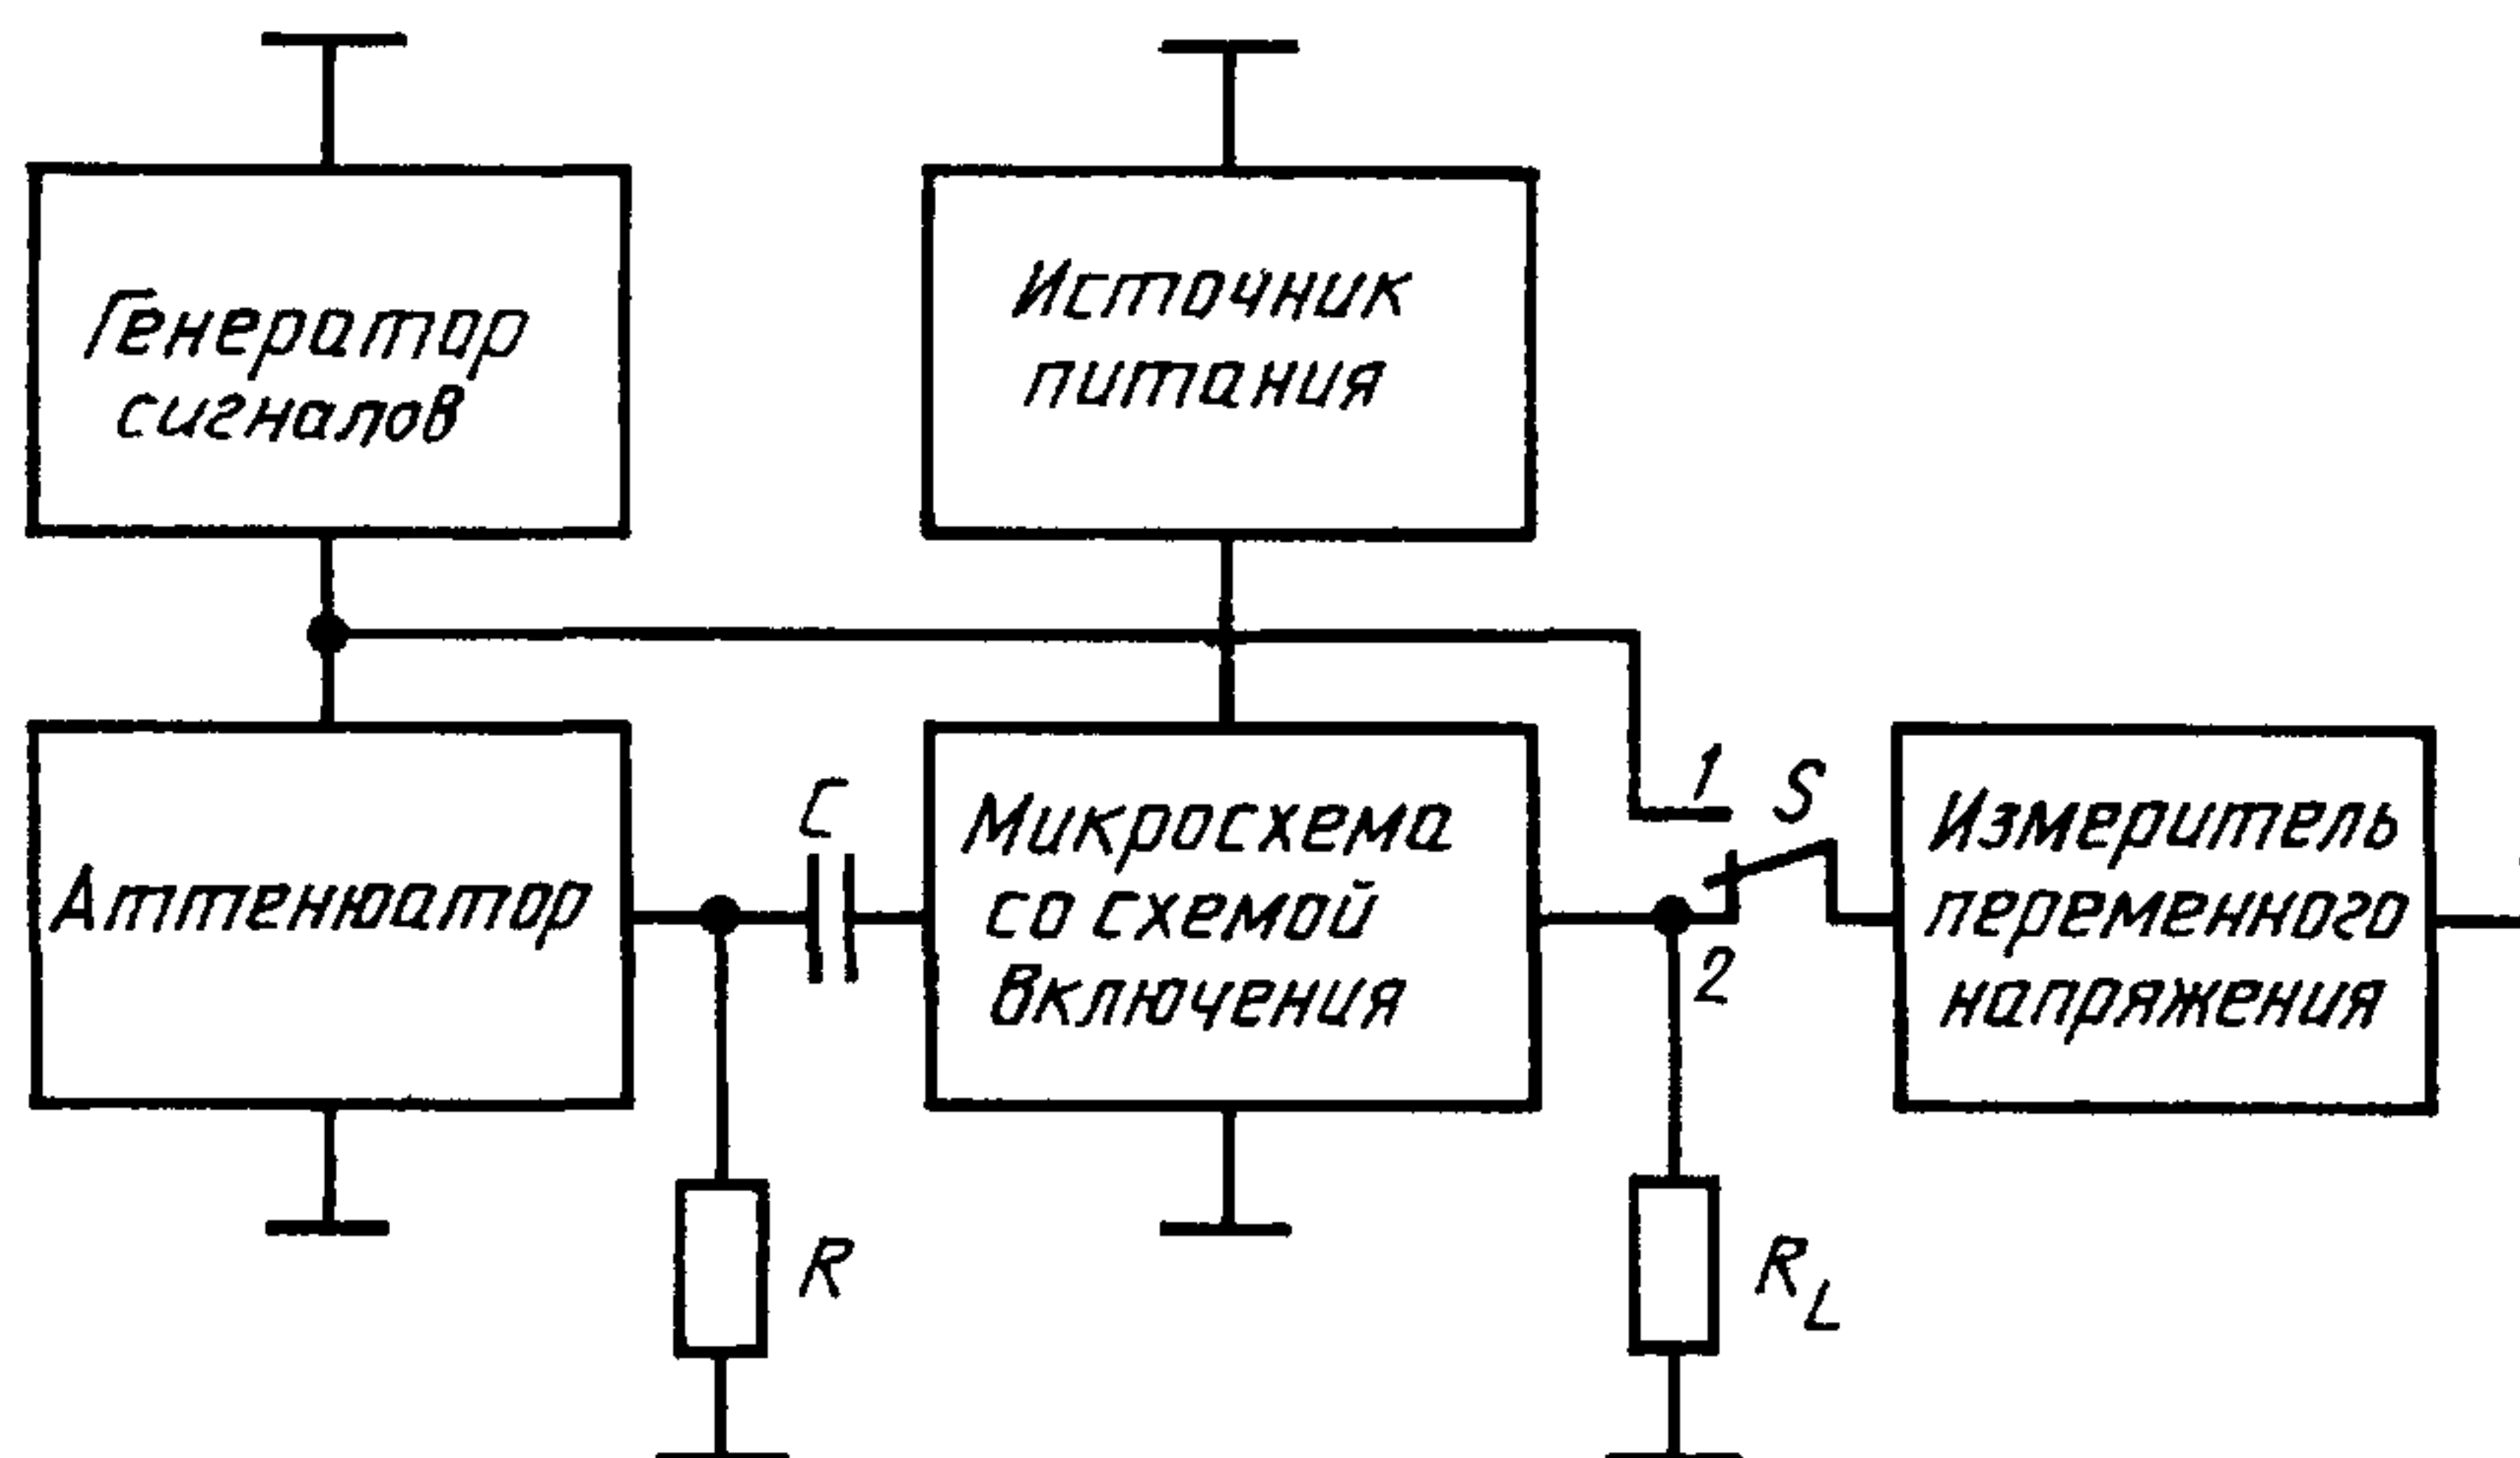 Генератор
сигналов
Источник
питания
Аттенюатор
C
Микросхема
со схемой
включения
1
S
2
Измеритель
переменного
напряжения
R
R_L